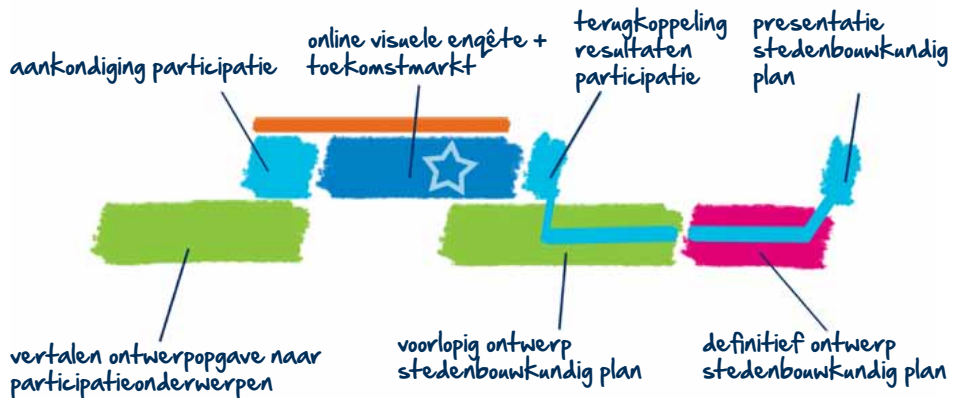 aankondiging participatie
online visuele enqête +
toekomstmarkt
terugkoppeling
resultaten
participatie
presentatie
stedenbouwkundig
plan
vertalen ontwerpopgave naar
participatieonderwerpen
voorlopig ontwerp
stedenbouwkundig plan
definitief ontwerp
stedenbouwkundig plan